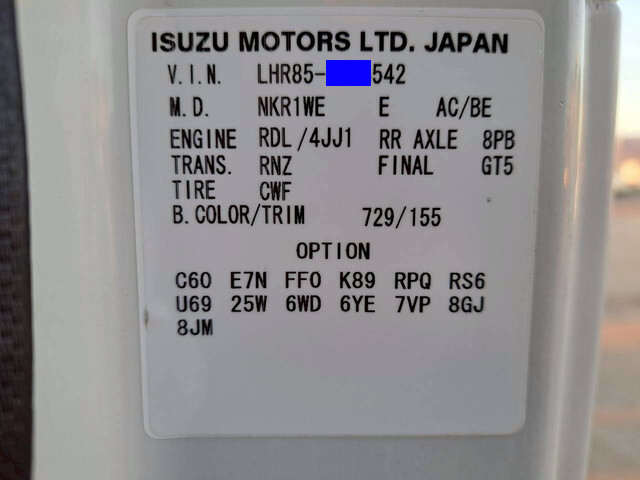 ISUZU MOTORS LTD. JAPAN
V.I.N. LHR85- 542
M.D. NKR1WE E AC/BE
ENGINE RDL/4JJ1 RR AXLE 8PB
TRANS. RNZ FINAL GT5
TIRE CWF
B.COLOR/TRIM 729/155
OPTION
C60 E7N FF0 K89 RPQ RS6
U69 25W 6WD 6YE 7VP 8GJ
8JM